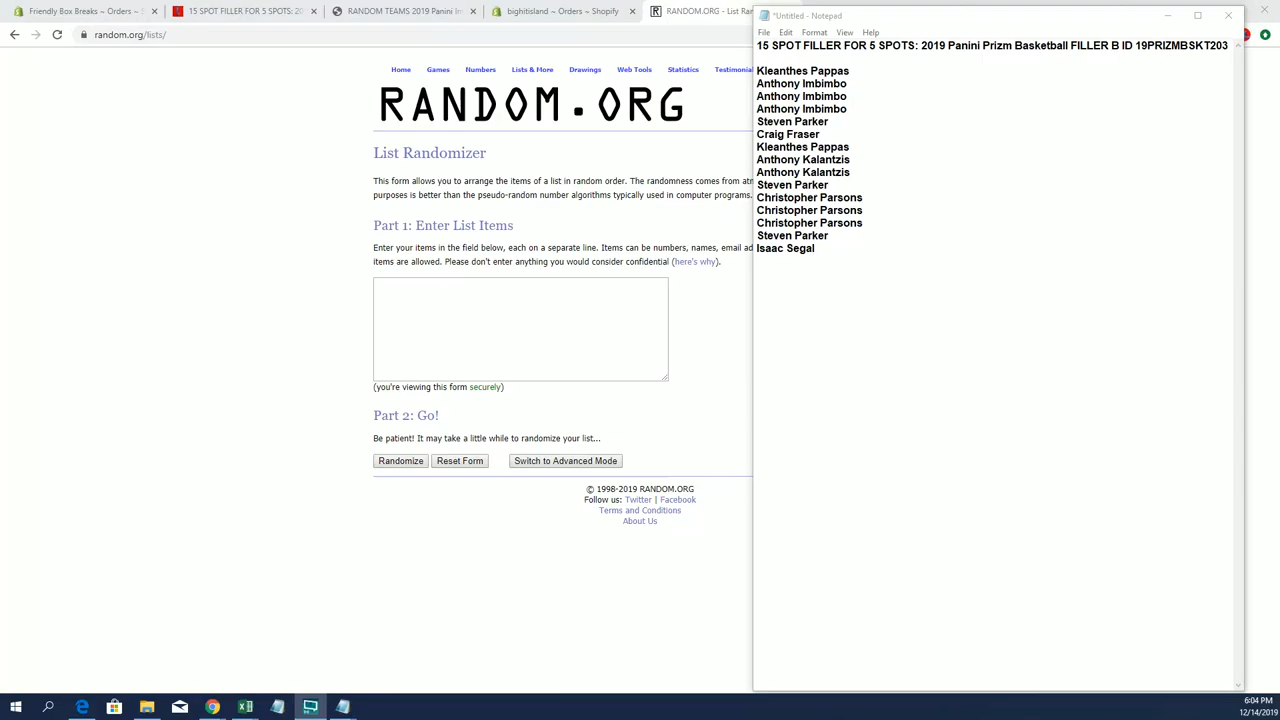 Friendly Box Breaks ~ Orders ~ S
15 SPOT FILLER FOR 5 SPOTS: 20
RANDOM TEAMS 2019 Panini Im
bighitisland ~ Orders ~ Shopify
RANDOM.ORG - List Ran
random.org/lists/
*Untitled - Notepad
File Edit Format View Help
15 SPOT FILLER FOR 5 SPOTS: 2019 Panini Prizm Basketball FILLER B ID 19PRIZMBSKT203
Kleanthes Pappas
Anthony Imbimbo
Anthony Imbimbo
Anthony Imbimbo
Steven Parker
Craig Fraser
Kleanthes Pappas
Anthony Kalantzis
Anthony Kalantzis
Steven Parker
Christopher Parsons
Christopher Parsons
Christopher Parsons
Steven Parker
Isaac Segal
Home Games Numbers Lists & More Drawings Web Tools Statistics Testimonial
RANDOM.ORG
List Randomizer
This form allows you to arrange the items of a list in random order. The randomness comes from atm
purposes is better than the pseudo-random number algorithms typically used in computer programs.
Part 1: Enter List Items
Enter your items in the field below, each on a separate line. Items can be numbers, names, email ad
items are allowed. Please don't enter anything you would consider confidential (here's why).
(you're viewing this form securely)
Part 2: Go!
Be patient! It may take a little while to randomize your list...
Randomize Reset Form Switch to Advanced Mode
© 1998-2019 RANDOM.ORG
Follow us: Twitter | Facebook
Terms and Conditions
About Us
6:04 PM
12/14/2019